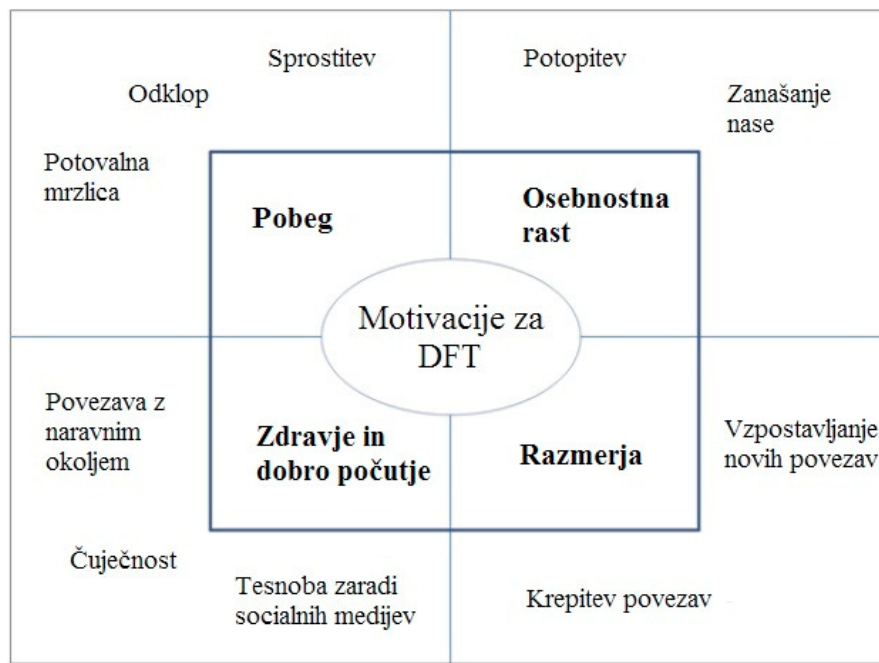 Sprostitev
Potopitev
Odklop
Zanašanje
nase
Potovalna
mrzlica
Pobeg
Osebnostna
rast
Motivacije za
DFT
Povezava z
naravnim
okoljem
Zdravje in
dobro počutje
Razmerja
Vzpostavljanje
novih povezav
Čuječnost
Tesnoba zaradi
socialnih medijev
Krepitev povezav